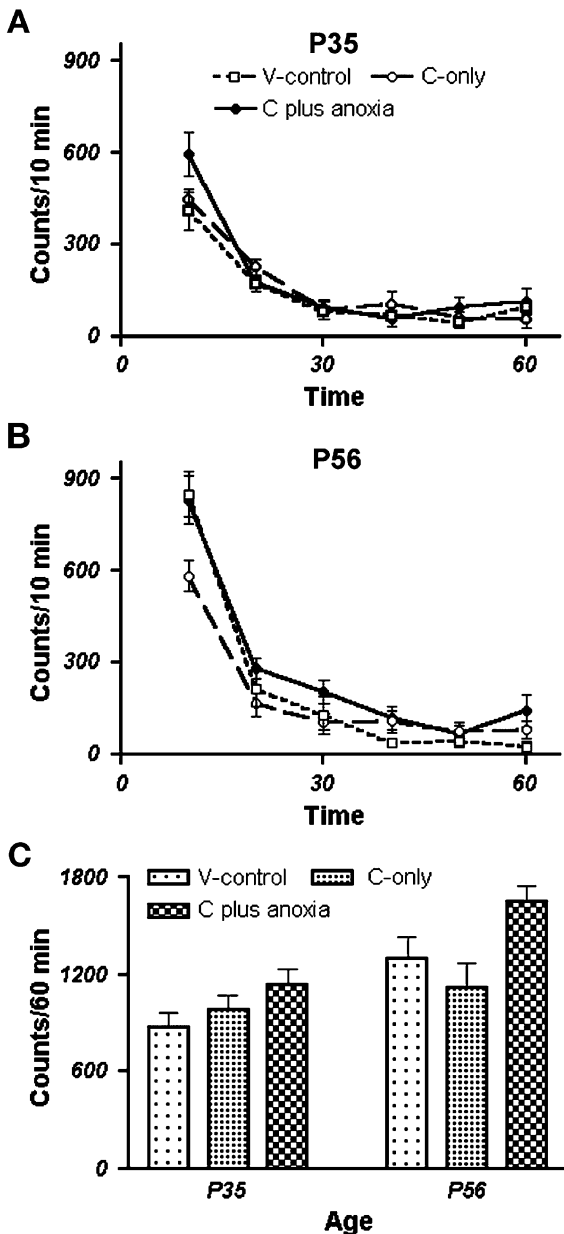 A
P35
V-control C-only
C plus anoxia
900
600
300
0
Counts/10 min
0 30 60
Time
B
P56
900
600
300
0
Counts/10 min
0 30 60
Time
C
V-control C-only
C plus anoxia
1800
1200
600
0
Counts/60 min
P35 P56
Age